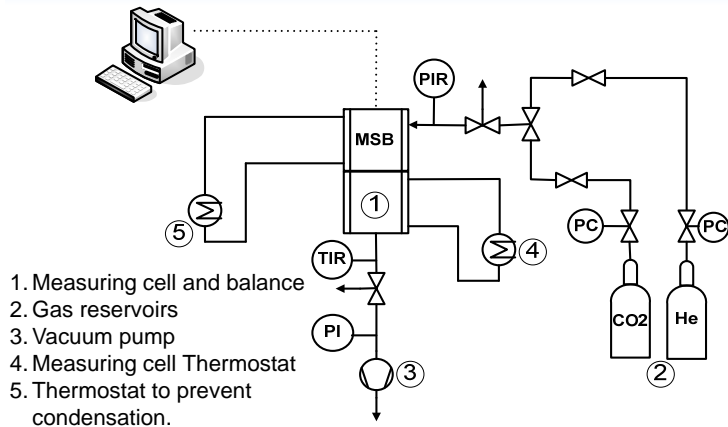 PIR
MSB
1
5
4
PC
PC
TIR
CO2
He
PI
3
2
1. Measuring cell and balance
2. Gas reservoirs
3. Vacuum pump
4. Measuring cell Thermostat
5. Thermostat to prevent
condensation.